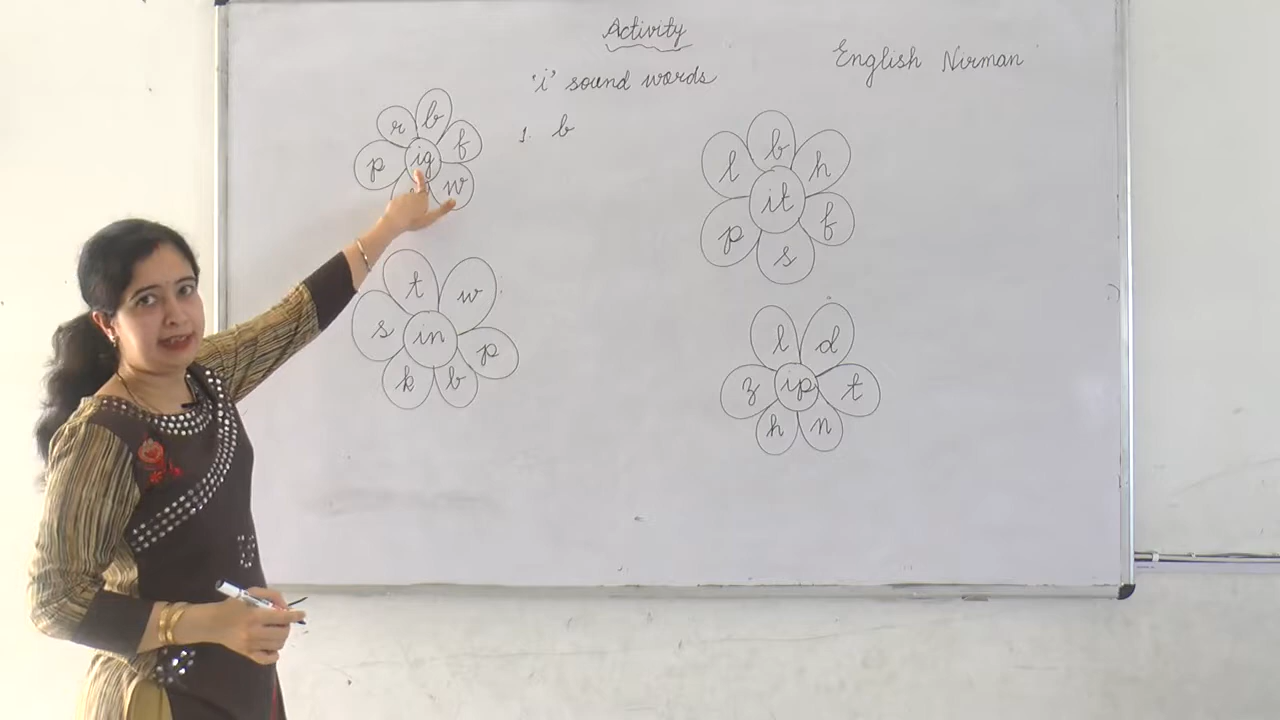 Activity
English Nirman
'i' sound words
1. b
r b f
p ig w
l b h
it
p s f
t w
s in p
k b
l d
z ip t
h n